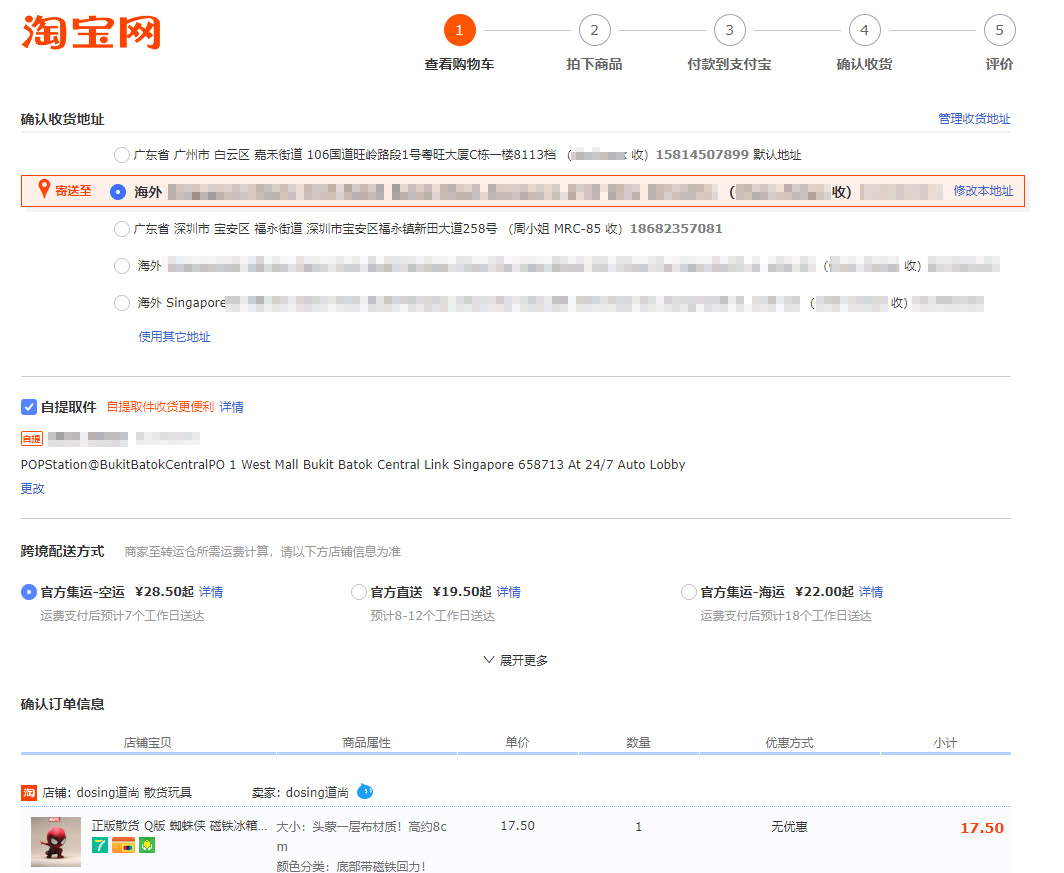 淘宝网
1 2 3 4 5
查看购物车 拍下商品 付款到支付宝 确认收货 评价
确认收货地址 管理收货地址
广东省 广州市 白云区 嘉禾街道 106国道旺岭路段1号粤旺大厦C栋一楼8113档 （ 收）15814507899 默认地址
寄送至 海外 （ 收） 修改本地址
广东省 深圳市 宝安区 福永街道 深圳市宝安区福永镇新田大道258号 （周小姐 MRC-85 收）18682357081
海外 （ 收）
海外 Singapore （ 收）
使用其它地址
自提取件 自提取件收货更便利 详情
自提
POPStation@BukitBatokCentralPO 1 West Mall Bukit Batok Central Link Singapore 658713 At 24/7 Auto Lobby
更改
跨境配送方式 商家至转运仓所需运费计算，请以下方店铺信息为准
官方集运-空运 ¥28.50起 详情 官方直送 ¥19.50起 详情 官方集运-海运 ¥22.00起 详情
运费支付后预计7个工作日送达 预计8-12个工作日送达 运费支付后预计18个工作日送达
展开更多
确认订单信息
店铺宝贝 商品属性 单价 数量 优惠方式 小计
淘 店铺：dosing道尚 散货玩具 卖家：dosing道尚
正版散货 Q版 蜘蛛侠 磁铁冰箱... 大小：头蒙一层布材质！高约8c 17.50 1 无优惠 17.50
7 m
颜色分类：底部带磁铁回力！